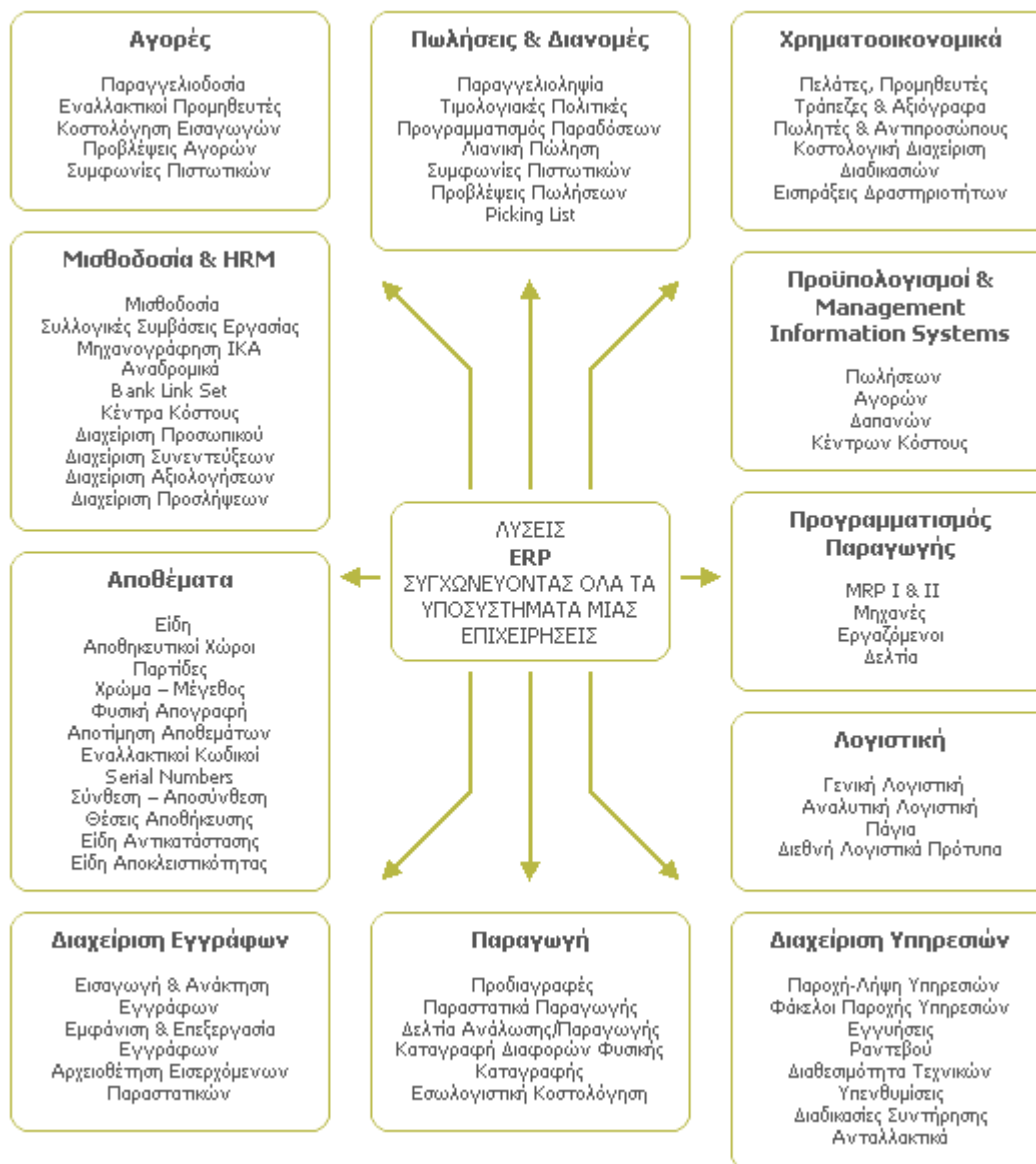 Αγορές
Παραγγελιοδοσία
Εναλλακτικοί Προμηθευτές
Κοστολόγηση Εισαγωγών
Προβλέψεις Αγορών
Συμφωνίες Πιστωτικών
Πωλήσεις & Διανομές
Παραγγελιοληψία
Τιμολογιακές Πολιτικές
Προγραμματισμός Παραδόσεων
Λιανική Πώληση
Συμφωνίες Πιστωτικών
Προβλέψεις Πωλήσεων
Picking List
Χρηματοοικονομικά
Πελάτες, Προμηθευτές
Τράπεζες & Αξιόγραφα
Πωλητές & Αντιπροσώπους
Κοστολογική Διαχείριση
Διαδικασιών
Εισπράξεις Δραστηριοτήτων
Μισθοδοσία & HRM
Μισθοδοσία
Συλλογικές Συμβάσεις Εργασίας
Μηχανογράφηση ΙΚΑ
Αναδρομικά
Bank Link Set
Κέντρα Κόστους
Διαχείριση Προσωπικού
Διαχείριση Συνεντεύξεων
Διαχείριση Αξιολογήσεων
Διαχείριση Προσλήψεων
Προϋπολογισμοί &
Management
Information Systems
Πωλήσεων
Αγορών
Δαπανών
Κέντρων Κόστους
ΛΥΣΕΙΣ
ERP
ΣΥΓΧΩΝΕΥΟΝΤΑΣ ΟΛΑ ΤΑ
ΥΠΟΣΥΣΤΗΜΑΤΑ ΜΙΑΣ
ΕΠΙΧΕΙΡΗΣΕΙΣ
Προγραμματισμός
Παραγωγής
MRP I & II
Μηχανές
Εργαζόμενοι
Δελτία
Αποθέματα
Είδη
Αποθηκευτικοί Χώροι
Παρτίδες
Χρώμα – Μέγεθος
Φυσική Απογραφή
Αποτίμηση Αποθεμάτων
Εναλλακτικοί Κωδικοί
Serial Numbers
Σύνθεση – Αποσύνθεση
Θέσεις Αποθήκευσης
Είδη Αντικατάστασης
Είδη Αποκλειστικότητας
Λογιστική
Γενική Λογιστική
Αναλυτική Λογιστική
Πάγια
Διεθνή Λογιστικά Πρότυπα
Διαχείριση Εγγράφων
Εισαγωγή & Ανάκτηση
Εγγράφων
Εμφάνιση & Επεξεργασία
Εγγράφων
Αρχειοθέτηση Εισερχόμενων
Παραστατικών
Παραγωγή
Προδιαγραφές
Παραστατικά Παραγωγής
Δελτία Ανάλωσης/Παραγωγής
Καταγραφή Διαφορών Φυσικής
Καταγραφής
Εσωλογιστική Κοστολόγηση
Διαχείριση Υπηρεσιών
Παροχή-Λήψη Υπηρεσιών
Φάκελοι Παροχής Υπηρεσιών
Εγγυήσεις
Ραντεβού
Διαθεσιμότητα Τεχνικών
Υπενθυμίσεις
Διαδικασίες Συντήρησης
Ανταλλακτικά